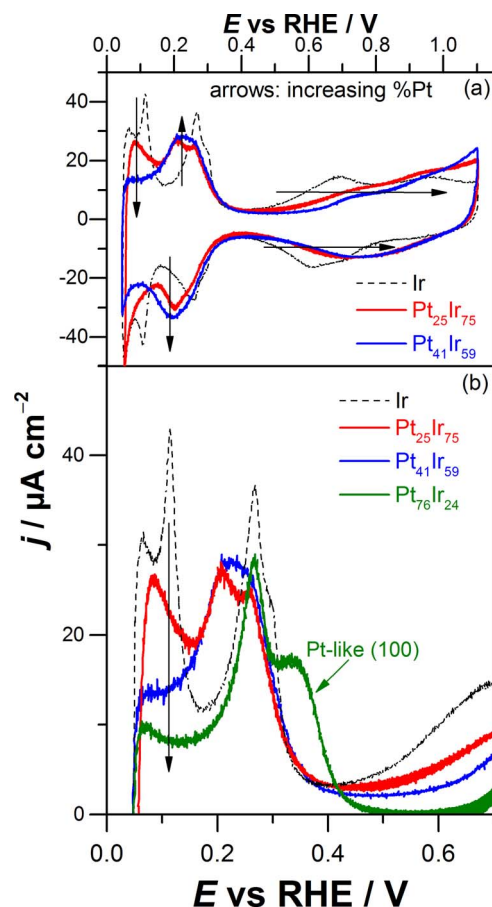 E vs RHE / V
0.0 0.2 0.4 0.6 0.8 1.0
(a)
arrows: increasing %Pt
40
20
0
-20
-40
Ir
Pt₂₅Ir₇₅
Pt₄₁Ir₅₉
(b)
Ir
Pt₂₅Ir₇₅
Pt₄₁Ir₅₉
Pt₇₆Ir₂₄
j / µA cm⁻²
40
20
0
Pt-like (100)
0.0 0.2 0.4 0.6
E vs RHE / V